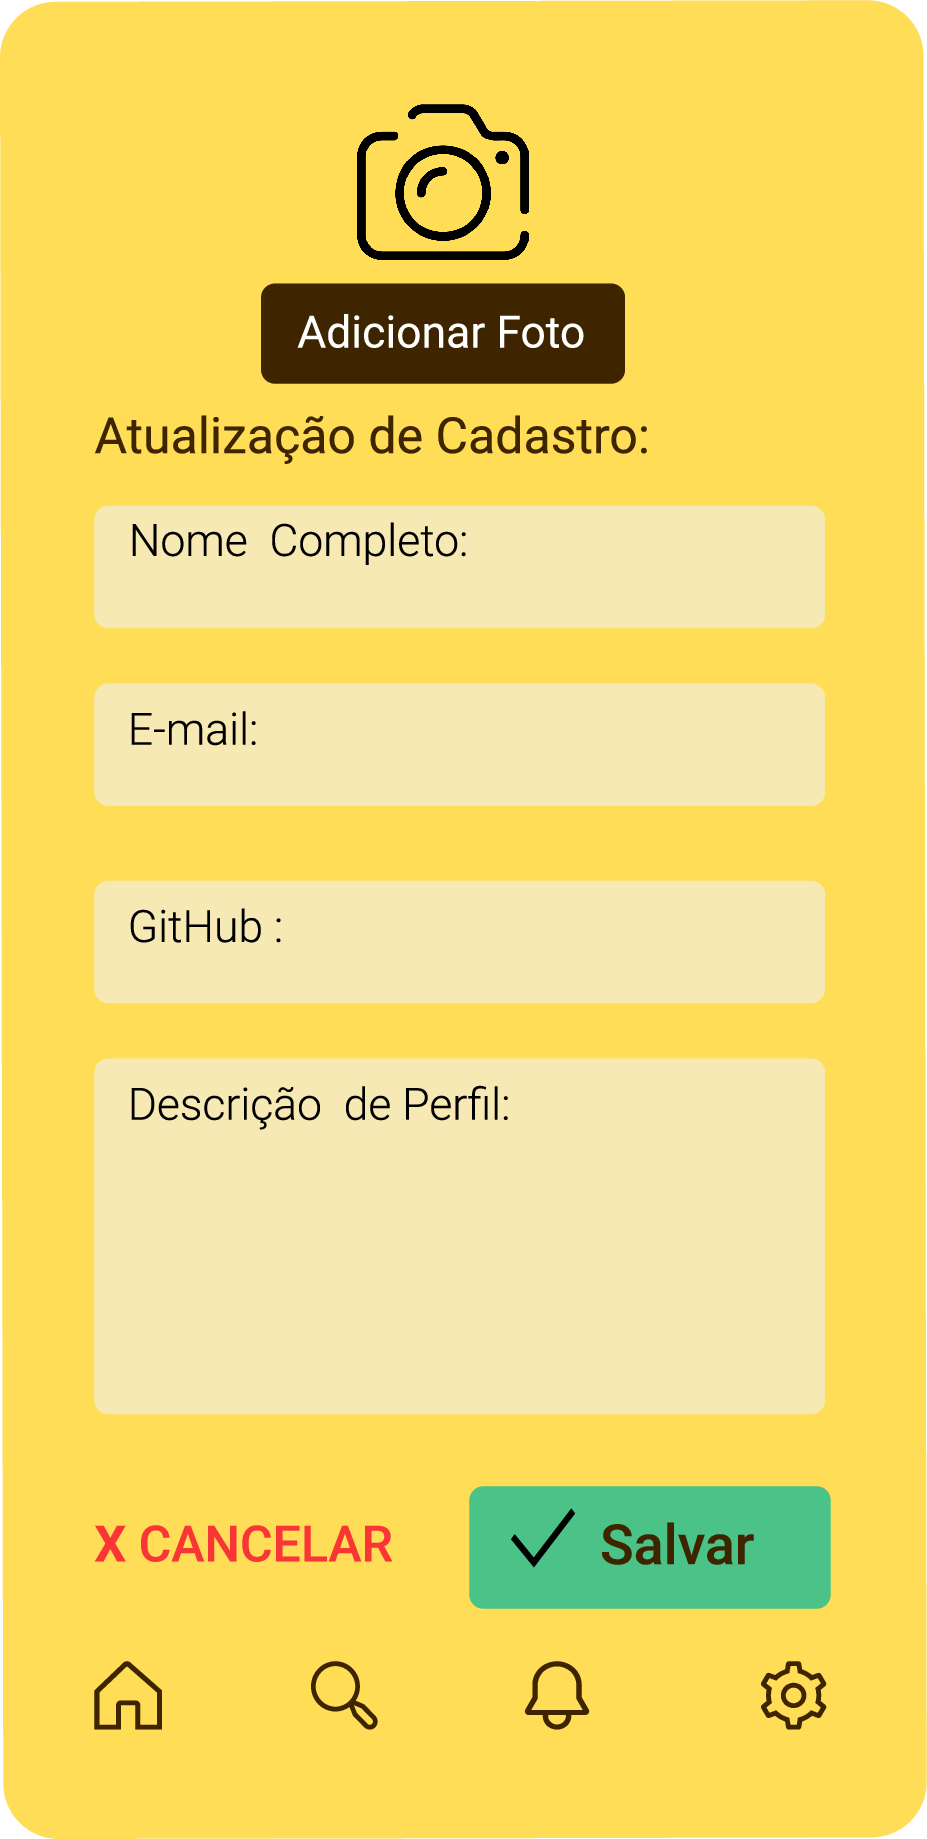 Adicionar Foto
Atualização de Cadastro:
Nome Completo:
E-mail:
GitHub :
Descrição de Perfil:
X CANCELAR
Salvar